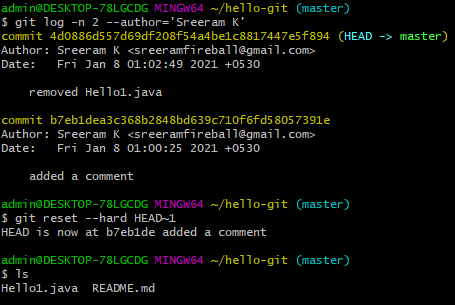 admin@DESKTOP-78LGCDG MINGW64 ~/hello-git (master)
$ git log -n 2 --author='Sreeram K'
commit 4d0886d557d69df208f54a4be1c8817447e5f894 (HEAD -> master)
Author: Sreeram K <sreeramfireball@gmail.com>
Date:   Fri Jan 8 01:02:49 2021 +0530
    removed Hello1.java
commit b7eb1dea3c368b2848bd639c710f6fd58057391e
Author: Sreeram K <sreeramfireball@gmail.com>
Date:   Fri Jan 8 01:00:25 2021 +0530
    added a comment
admin@DESKTOP-78LGCDG MINGW64 ~/hello-git (master)
$ git reset --hard HEAD~1
HEAD is now at b7eb1de added a comment
admin@DESKTOP-78LGCDG MINGW64 ~/hello-git (master)
$ ls
Hello1.java  README.md